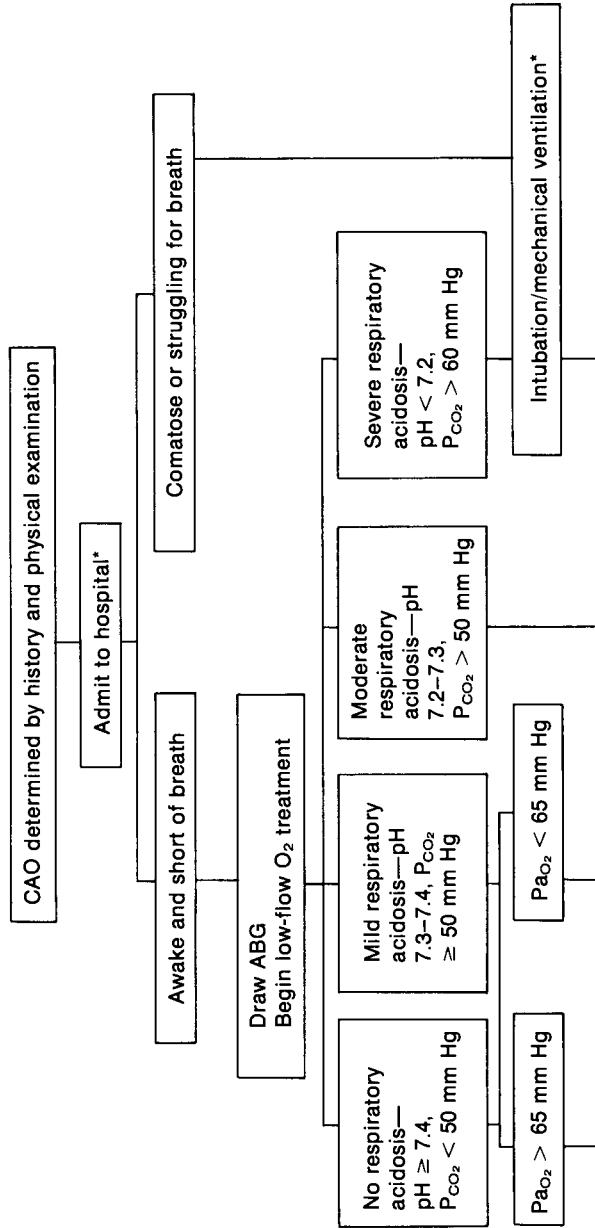 CAO determined by history and physical examination
Admit to hospital*
Awake and short of breath
Comatose or struggling for breath
Draw ABG
Begin low-flow O₂ treatment
No respiratory
acidosis—
pH ≥ 7.4,
P_CO₂ < 50 mm Hg
Mild respiratory
acidosis—pH
7.3–7.4, P_CO₂
≥ 50 mm Hg
Moderate
respiratory
acidosis—pH
7.2–7.3,
P_CO₂ > 50 mm Hg
Severe respiratory
acidosis—
pH < 7.2,
P_CO₂ > 60 mm Hg
Pa_O₂ > 65 mm Hg
Pa_O₂ < 65 mm Hg
Intubation/mechanical ventilation*